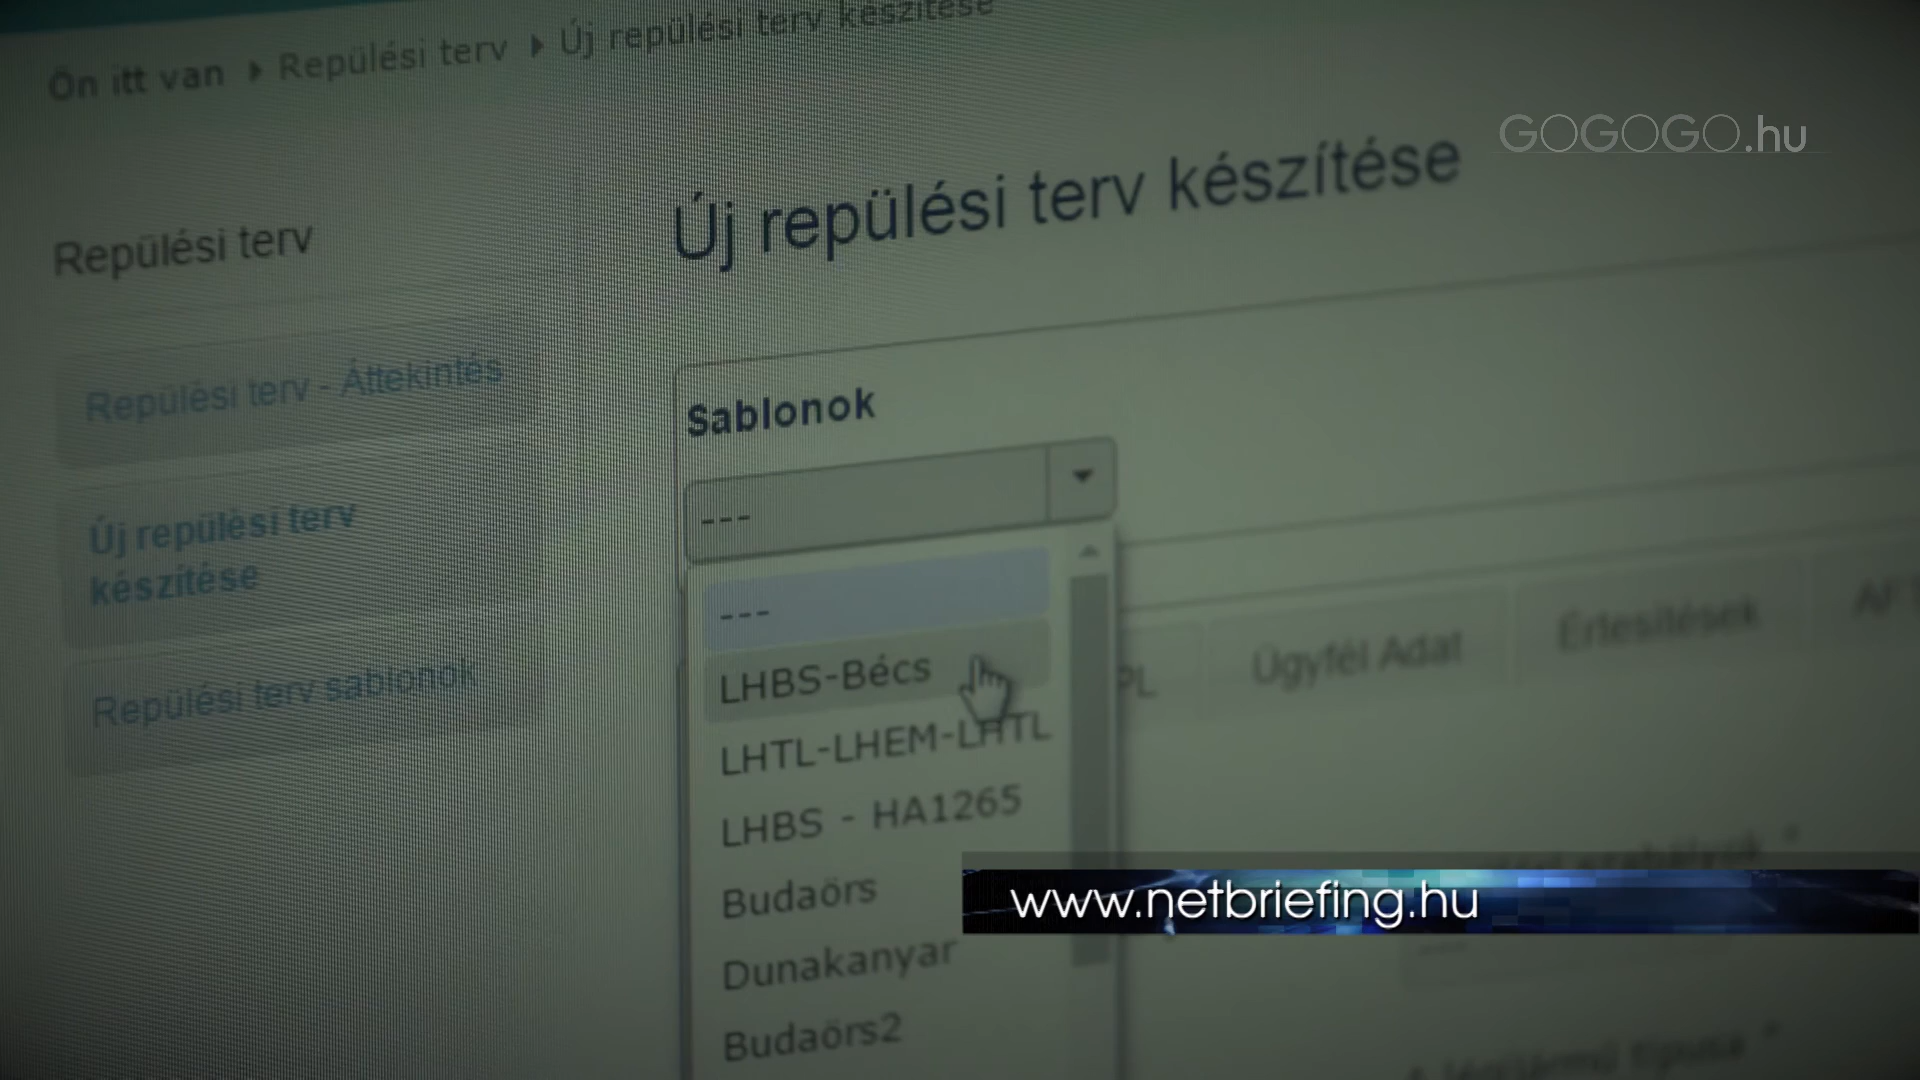 Ön itt van Repülési terv Új repülési terv készítése
GOGOGO.hu
Új repülési terv készítése
Repülési terv
Repülési terv - Áttekintés
Új repülési terv
készítése
Repülési terv sablonok
Sablonok
---
---
LHBS-Bécs
LHTL-LHEM-LHTL
LHBS - HA1265
Budaörs
Dunakanyar
Budaörs2
PL
Ügyfél Adat
Értesítések
www.netbriefing.hu